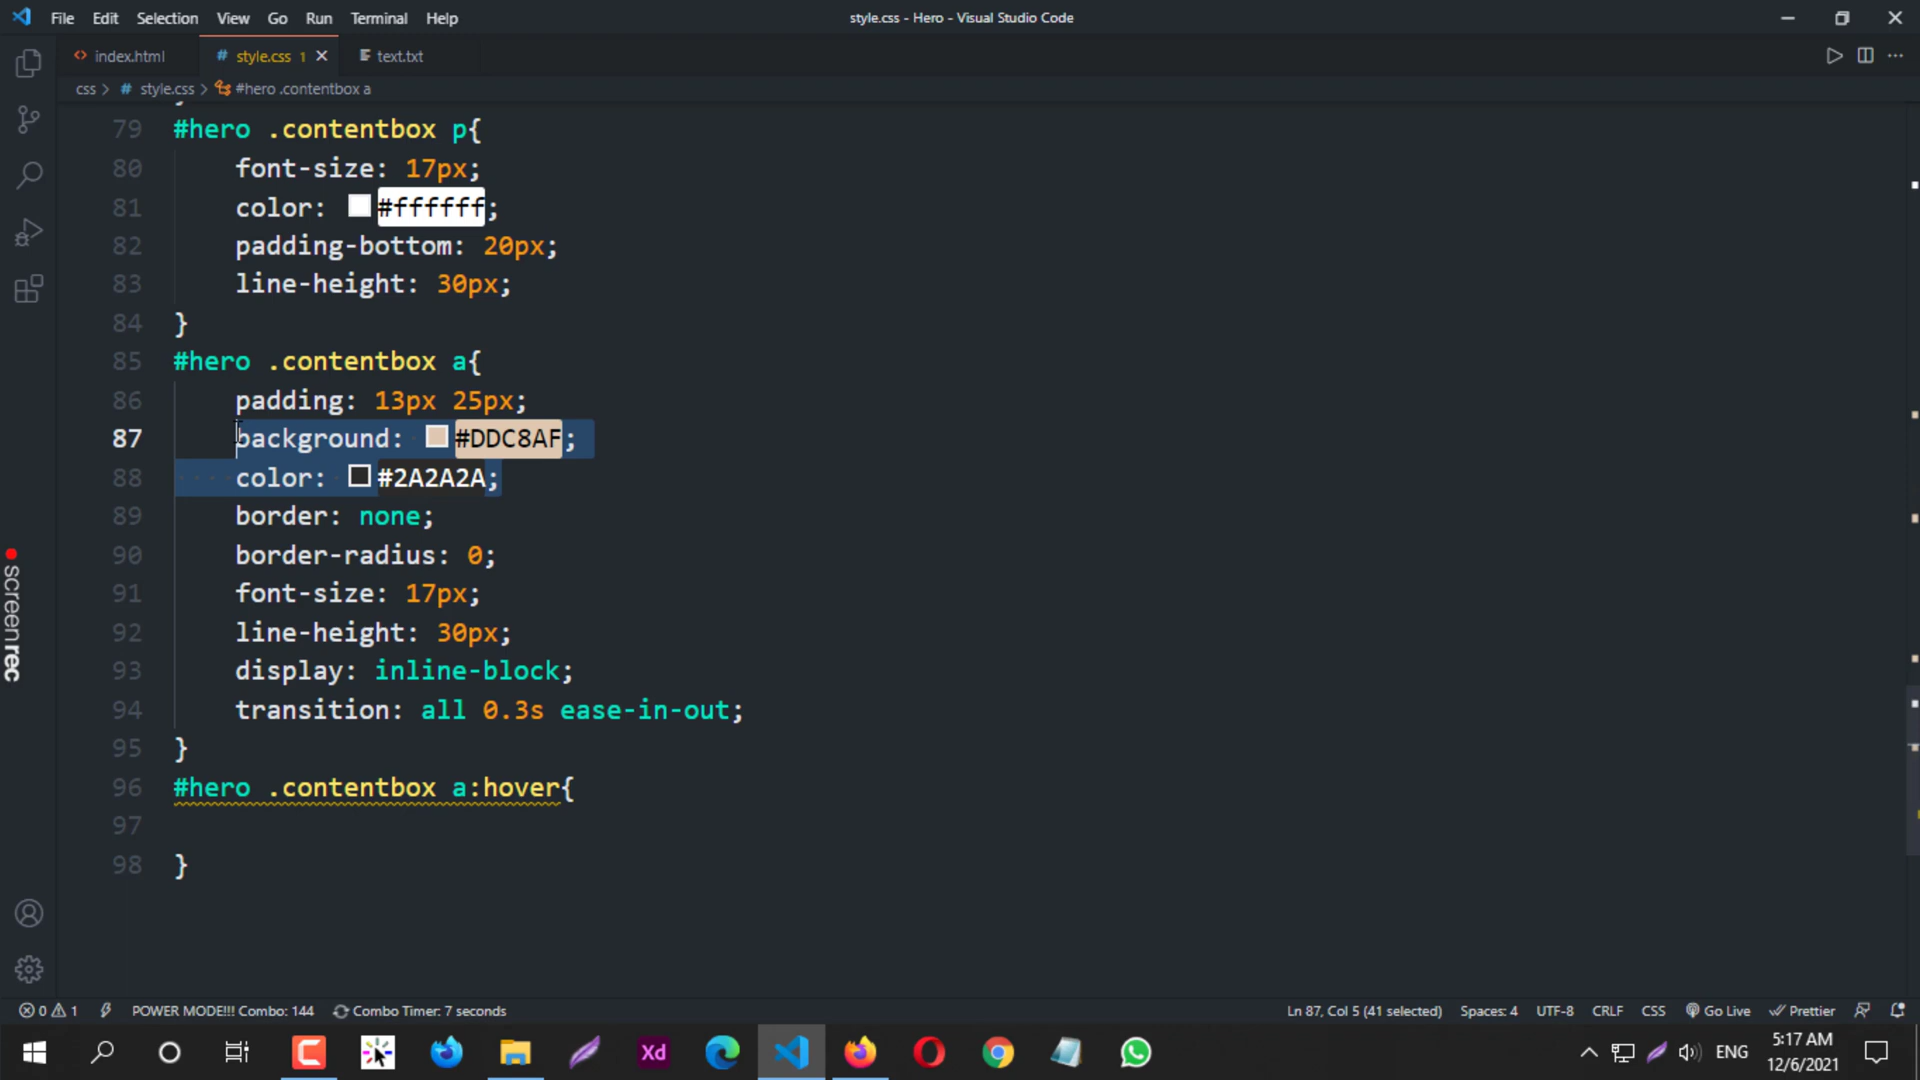 File Edit Selection View Go Run Terminal Help
style.css - Hero - Visual Studio Code
index.html
# style.css 1
text.txt
css > # style.css > #hero .contentbox a
79 #hero .contentbox p{
80 font-size: 17px;
81 color: #ffffff;
82 padding-bottom: 20px;
83 line-height: 30px;
84 }
85 #hero .contentbox a{
86 padding: 13px 25px;
87 background: #DDC8AF;
88 color: #2A2A2A;
89 border: none;
90 border-radius: 0;
91 font-size: 17px;
92 line-height: 30px;
93 display: inline-block;
94 transition: all 0.3s ease-in-out;
95 }
96 #hero .contentbox a:hover{
97
98 }
screenrec
0 1 POWER MODE!!! Combo: 144 Combo Timer: 7 seconds
Ln 87, Col 5 (41 selected) Spaces: 4 UTF-8 CRLF CSS Go Live Prettier
Xd
ENG
5:17 AM
12/6/2021